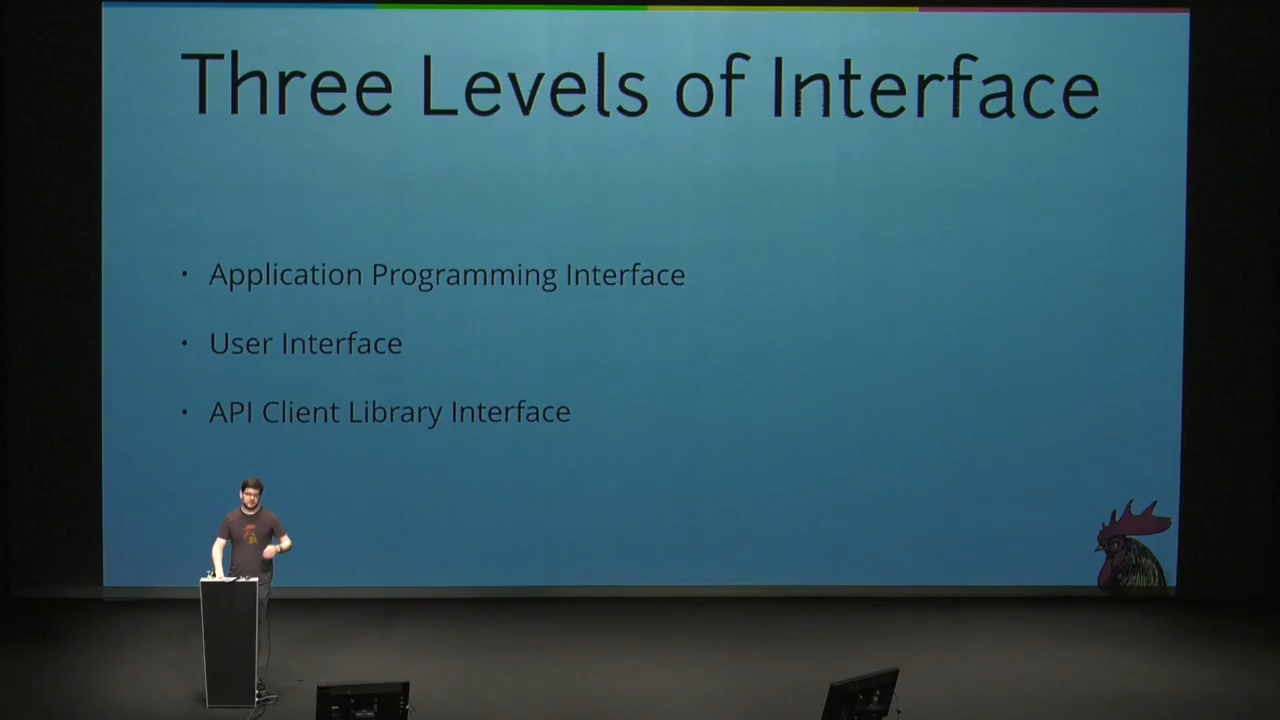 Three Levels of Interface
· Application Programming Interface
· User Interface
· API Client Library Interface